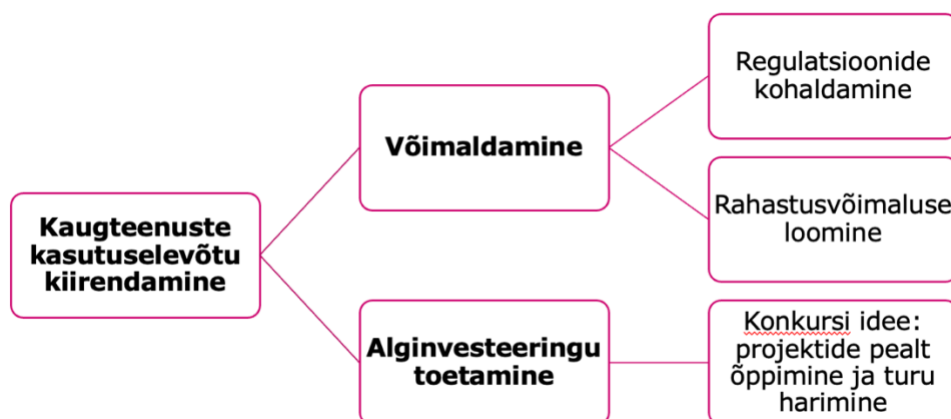 Kaugteenuste
kasutuselevõtu
kiirendamine
Võimaldamine
Regulatsioonide
kohaldamine
Rahastusvõimaluse
loomine
Alginvesteeringu
toetamine
Konkursi idee:
projektide pealt
õppimine ja turu
harimine